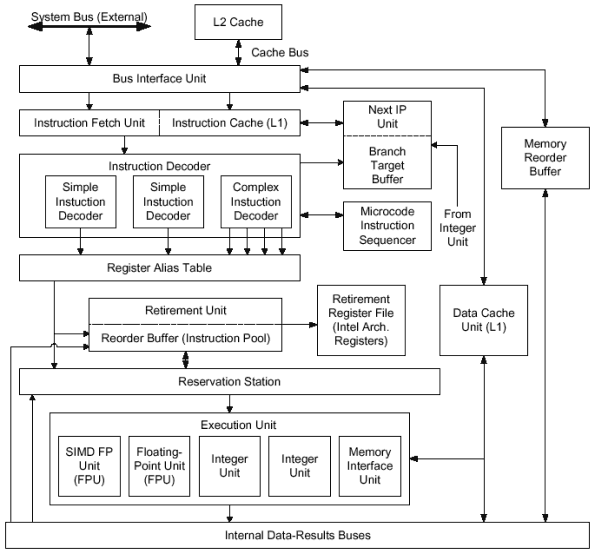 System Bus (External)
L2 Cache
Cache Bus
Bus Interface Unit
Instruction Fetch Unit
Instruction Cache (L1)
Next IP
Unit
Branch
Target
Buffer
Memory
Reorder
Buffer
Instruction Decoder
Simple
Instuction
Decoder
Simple
Instuction
Decoder
Complex
Instuction
Decoder
Microcode
Instruction
Sequencer
From
Integer
Unit
Register Alias Table
Retirement Unit
Reorder Buffer (Instruction Pool)
Retirement
Register File
(Intel Arch.
Registers)
Data Cache
Unit (L1)
Reservation Station
Execution Unit
SIMD FP
Unit
(FPU)
Floating-
Point Unit
(FPU)
Integer
Unit
Integer
Unit
Memory
Interface
Unit
Internal Data-Results Buses